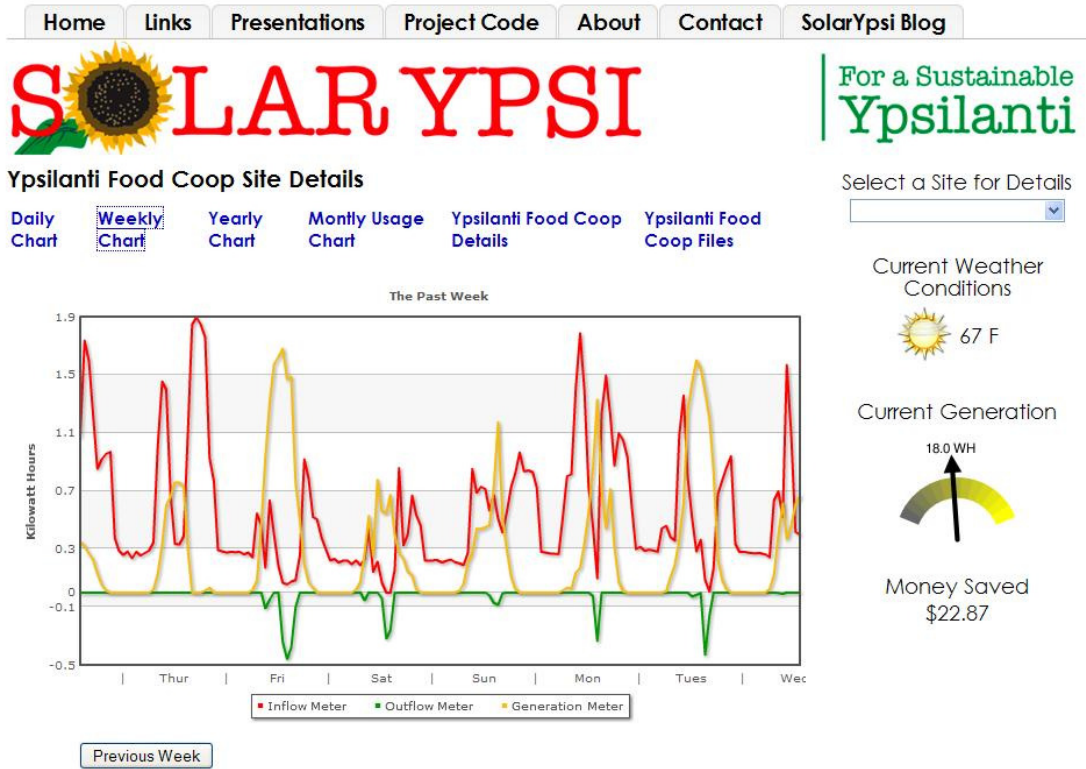 Home Links Presentations Project Code About Contact SolarYpsi Blog
SOLAR YPSI
For a Sustainable
Ypsilanti
Ypsilanti Food Coop Site Details
Daily
Chart
Weekly
Chart
Yearly
Chart
Montly Usage
Chart
Ypsilanti Food Coop
Details
Ypsilanti Food
Coop Files
Select a Site for Details
Current Weather
Conditions
67 F
Current Generation
18.0 WH
Money Saved
$22.87
The Past Week
Kilowatt Hours
1.9
1.5
1.1
0.7
0.3
0
-0.1
-0.5
| Thur | Fri | Sat | Sun | Mon | Tues | Wed
Inflow Meter Outflow Meter Generation Meter
Previous Week